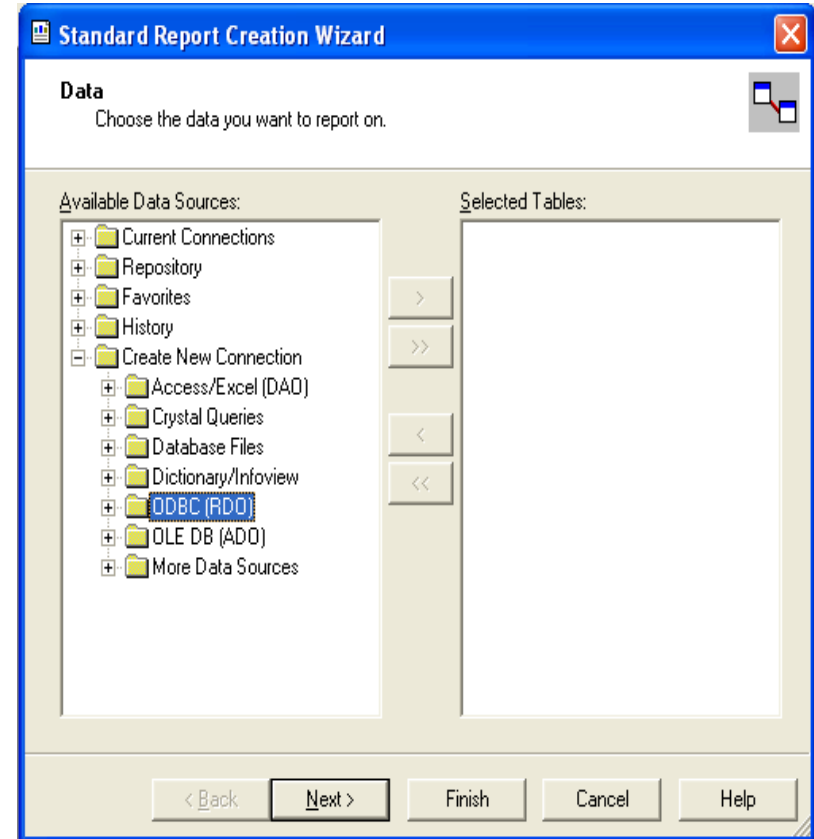 Standard Report Creation Wizard
Data
Choose the data you want to report on.
Available Data Sources:
Selected Tables:
Current Connections
Repository
Favorites
History
Create New Connection
Access/Excel (DAO)
Crystal Queries
Database Files
Dictionary/Infoview
ODBC (RDO)
OLE DB (ADO)
More Data Sources
>
>>
<
<<
< Back
Next >
Finish
Cancel
Help